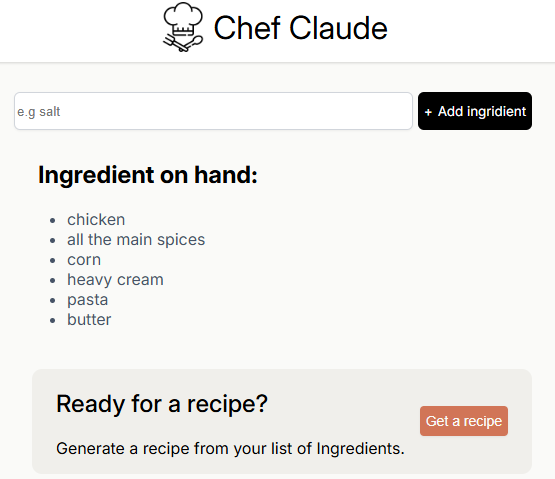 Chef Claude
e.g salt
+ Add ingridient
Ingredient on hand:
• chicken
• all the main spices
• corn
• heavy cream
• pasta
• butter
Ready for a recipe?
Get a recipe
Generate a recipe from your list of Ingredients.